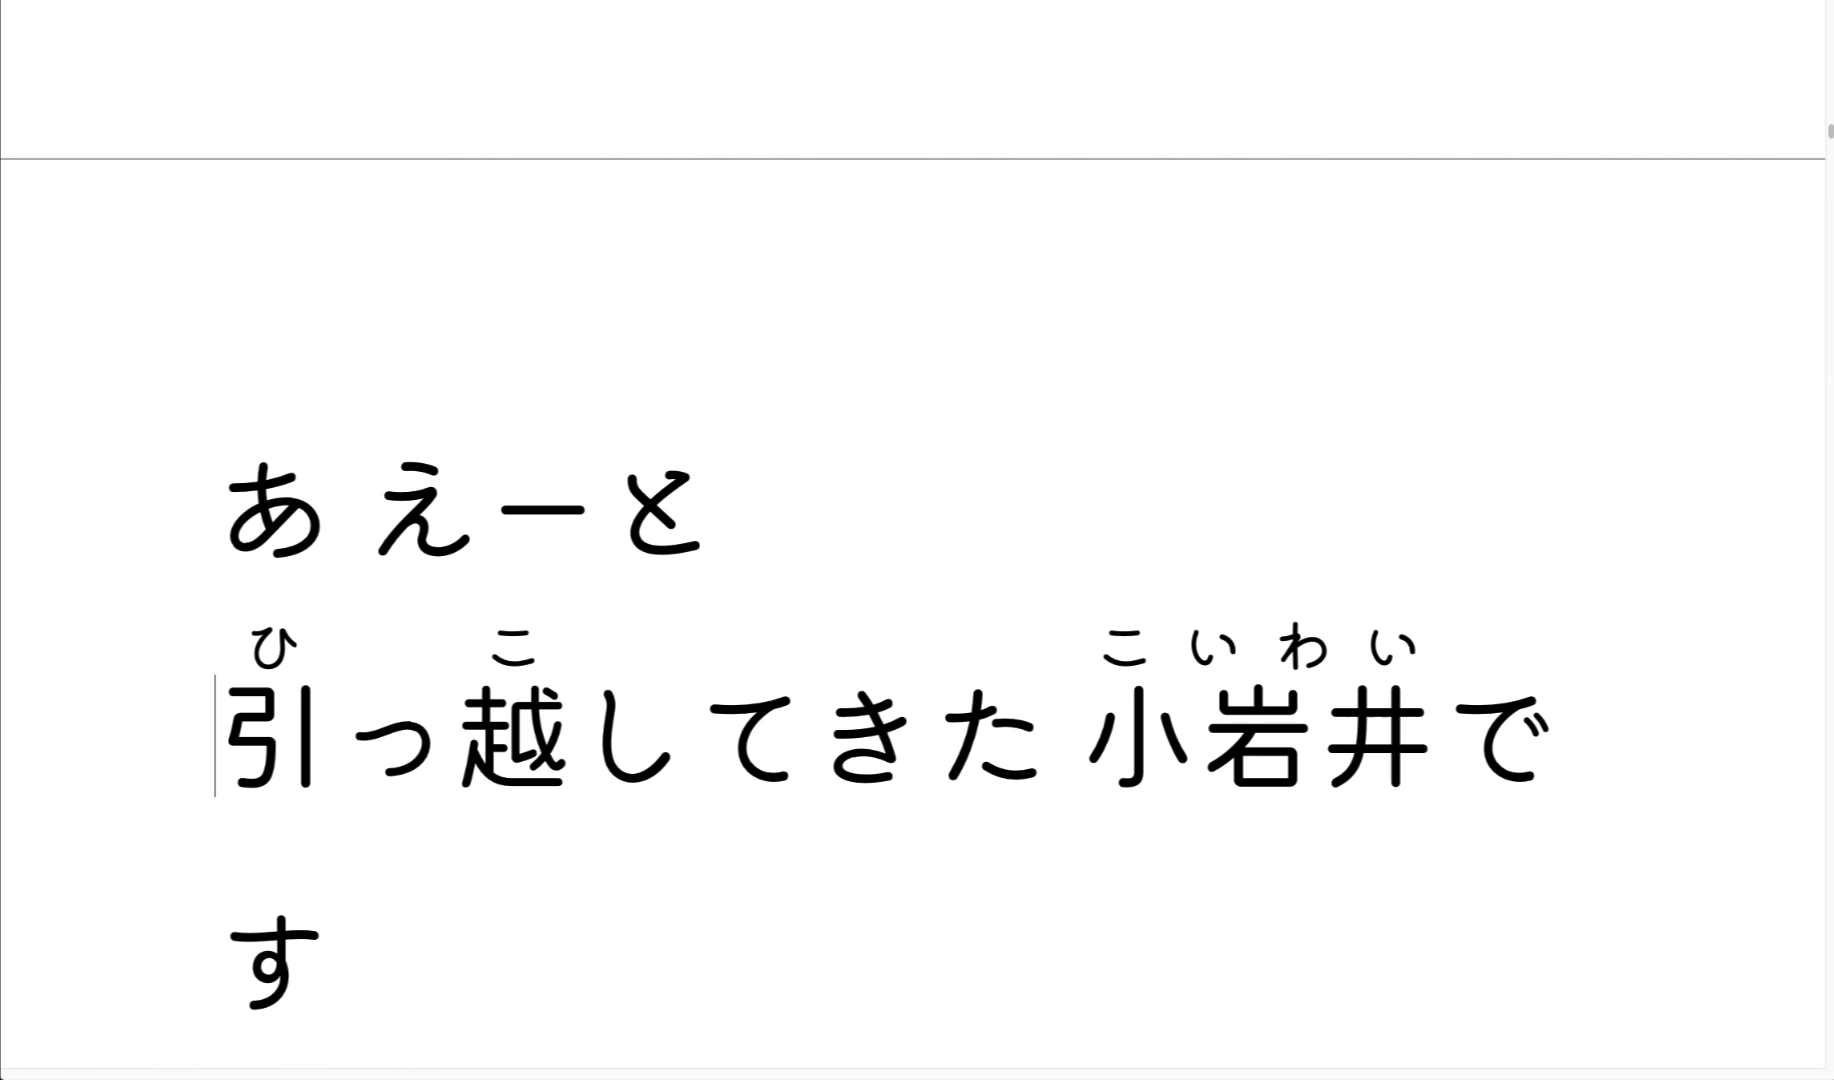 あ えーと
ひ こ こいわい
引っ越してきた 小岩井で
す